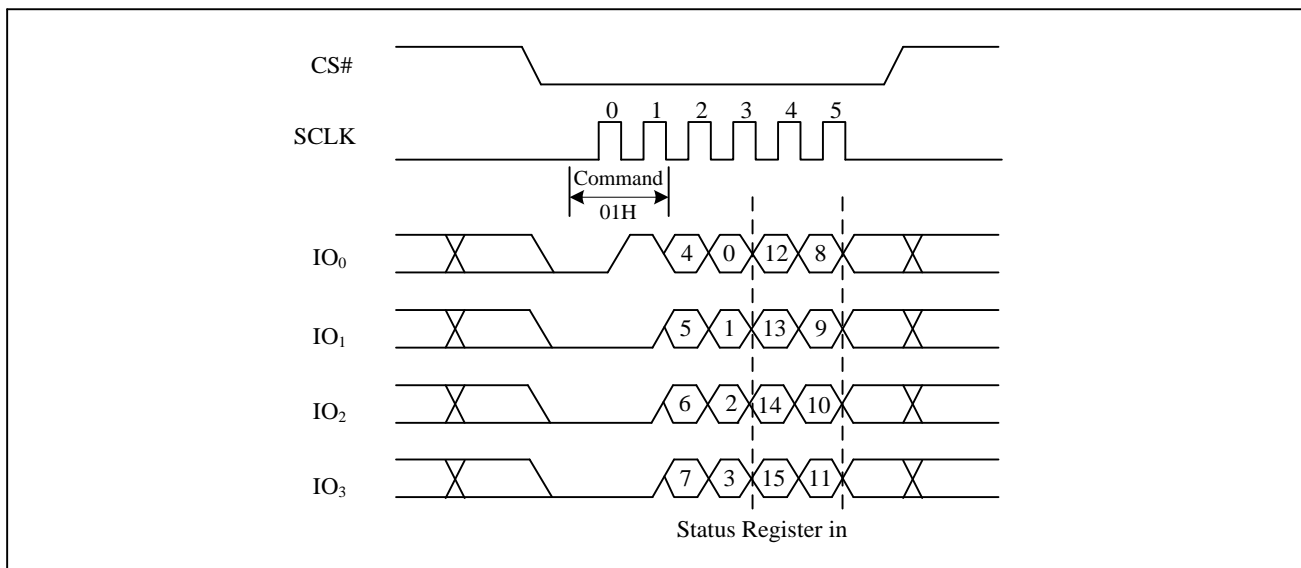 CS#
0 1 2 3 4 5
SCLK
Command
01H
IO₀ 4 0 12 8
IO₁ 5 1 13 9
IO₂ 6 2 14 10
IO₃ 7 3 15 11
Status Register in